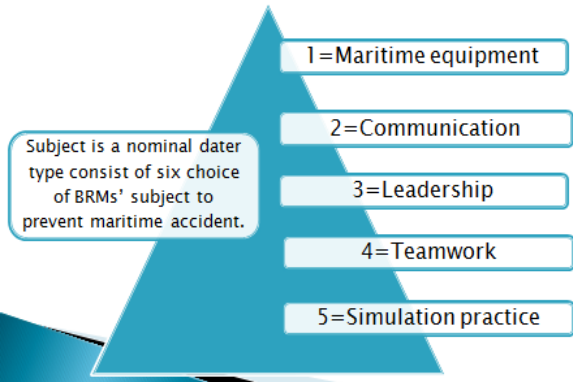 1=Maritime equipment
2=Communication
Subject is a nominal dater
type consist of six choice
of BRMs’ subject to
prevent maritime accident.
3=Leadership
4=Teamwork
5=Simulation practice